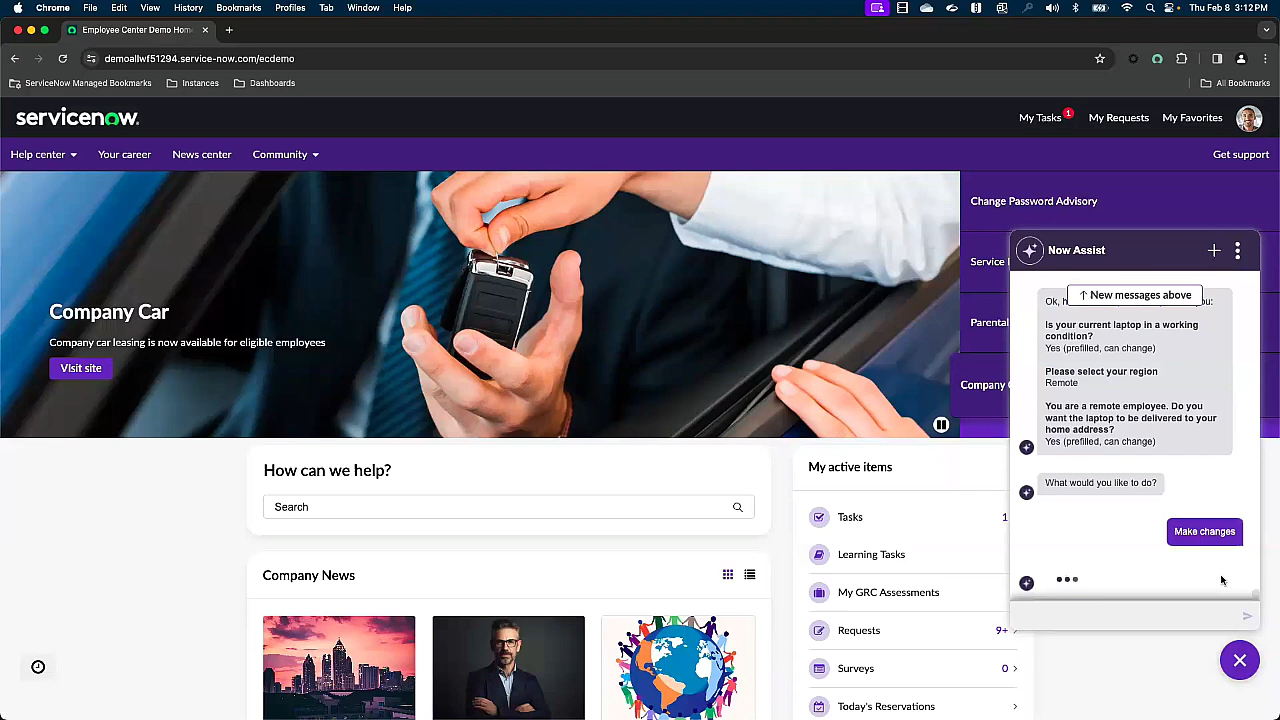 Chrome File Edit View History Bookmarks Profiles Tab Window Help Thu Feb 8 3:12 PM
Employee Center Demo Hom
demoallwf51294.service-now.com/ecdemo
ServiceNow Managed Bookmarks Instances Dashboards All Bookmarks
servicenow. My Tasks 1 My Requests My Favorites
Help center Your career News center Community Get support
Company Car
Company car leasing is now available for eligible employees
Visit site
Change Password Advisory
Service
Parental
Company
Now Assist
↑ New messages above
Ok,
Is your current laptop in a working
condition?
Yes (prefilled, can change)
Please select your region
Remote
You are a remote employee. Do you
want the laptop to be delivered to your
home address?
Yes (prefilled, can change)
What would you like to do?
Make changes
How can we help?
Search
Company News
My active items
Tasks 1
Learning Tasks
My GRC Assessments
Requests 9+
Surveys 0
Today's Reservations